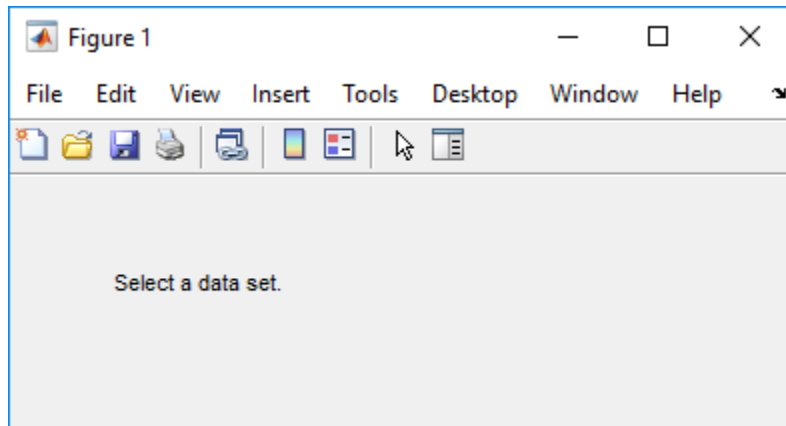 Figure 1
File Edit View Insert Tools Desktop Window Help
Select a data set.